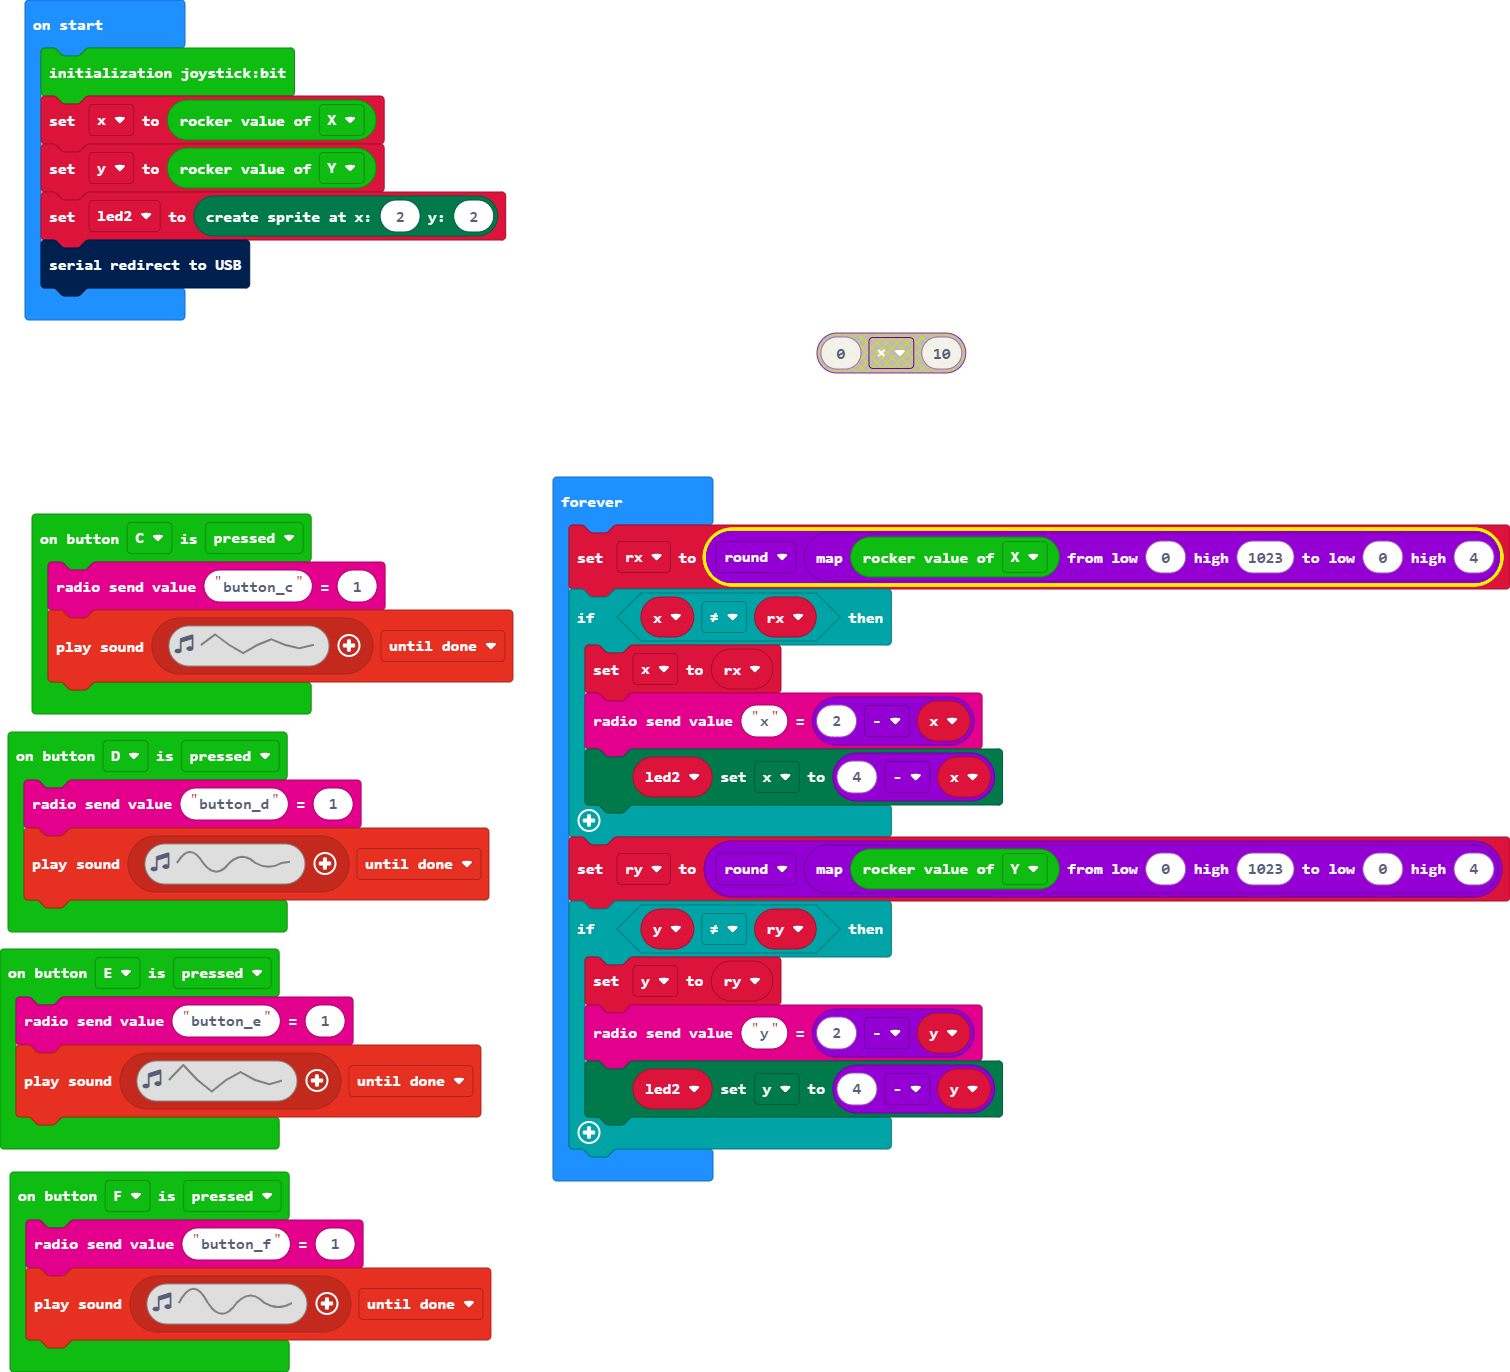 on start
initialization joystick:bit
set x to rocker value of X
set y to rocker value of Y
set led2 to create sprite at x: 2 y: 2
serial redirect to USB
0 × 10
on button C is pressed
radio send value "button_c" = 1
play sound until done
on button D is pressed
radio send value "button_d" = 1
play sound until done
on button E is pressed
radio send value "button_e" = 1
play sound until done
on button F is pressed
radio send value "button_f" = 1
play sound until done
forever
set rx to round map rocker value of X from low 0 high 1023 to low 0 high 4
if x ≠ rx then
set x to rx
radio send value "x" = 2 - x
led2 set x to 4 - x
set ry to round map rocker value of Y from low 0 high 1023 to low 0 high 4
if y ≠ ry then
set y to ry
radio send value "y" = 2 - y
led2 set y to 4 - y